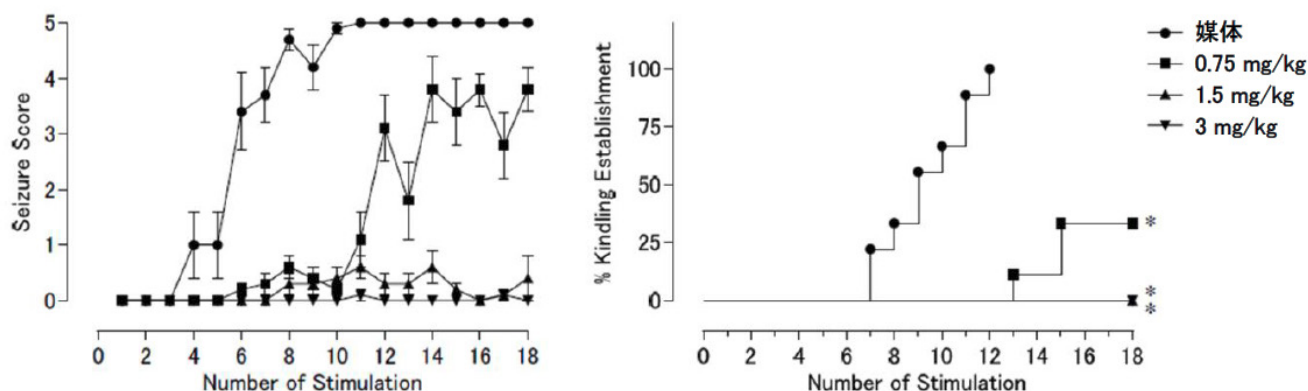 5
4
3
2
1
0
Seizure Score
0 2 4 6 8 10 12 14 16 18
Number of Stimulation
100
75
50
25
0
% Kindling Establishment
0 2 4 6 8 10 12 14 16 18
Number of Stimulation
*
*
*
媒体
0.75 mg/kg
1.5 mg/kg
3 mg/kg